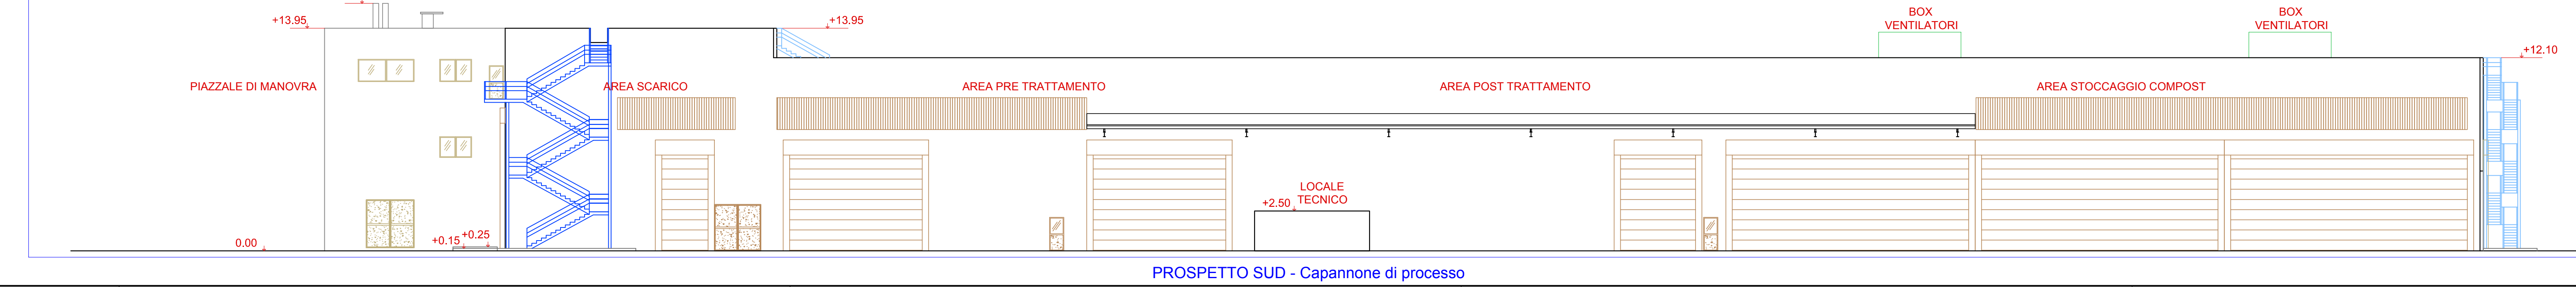 +13.95
+13.95
BOX
VENTILATORI
BOX
VENTILATORI
+12.10
PIAZZALE DI MANOVRA
AREA SCARICO
AREA PRE TRATTAMENTO
AREA POST TRATTAMENTO
AREA STOCCAGGIO COMPOST
LOCALE
TECNICO
+2.50
0.00
+0.15
+0.25
PROSPETTO SUD - Capannone di processo